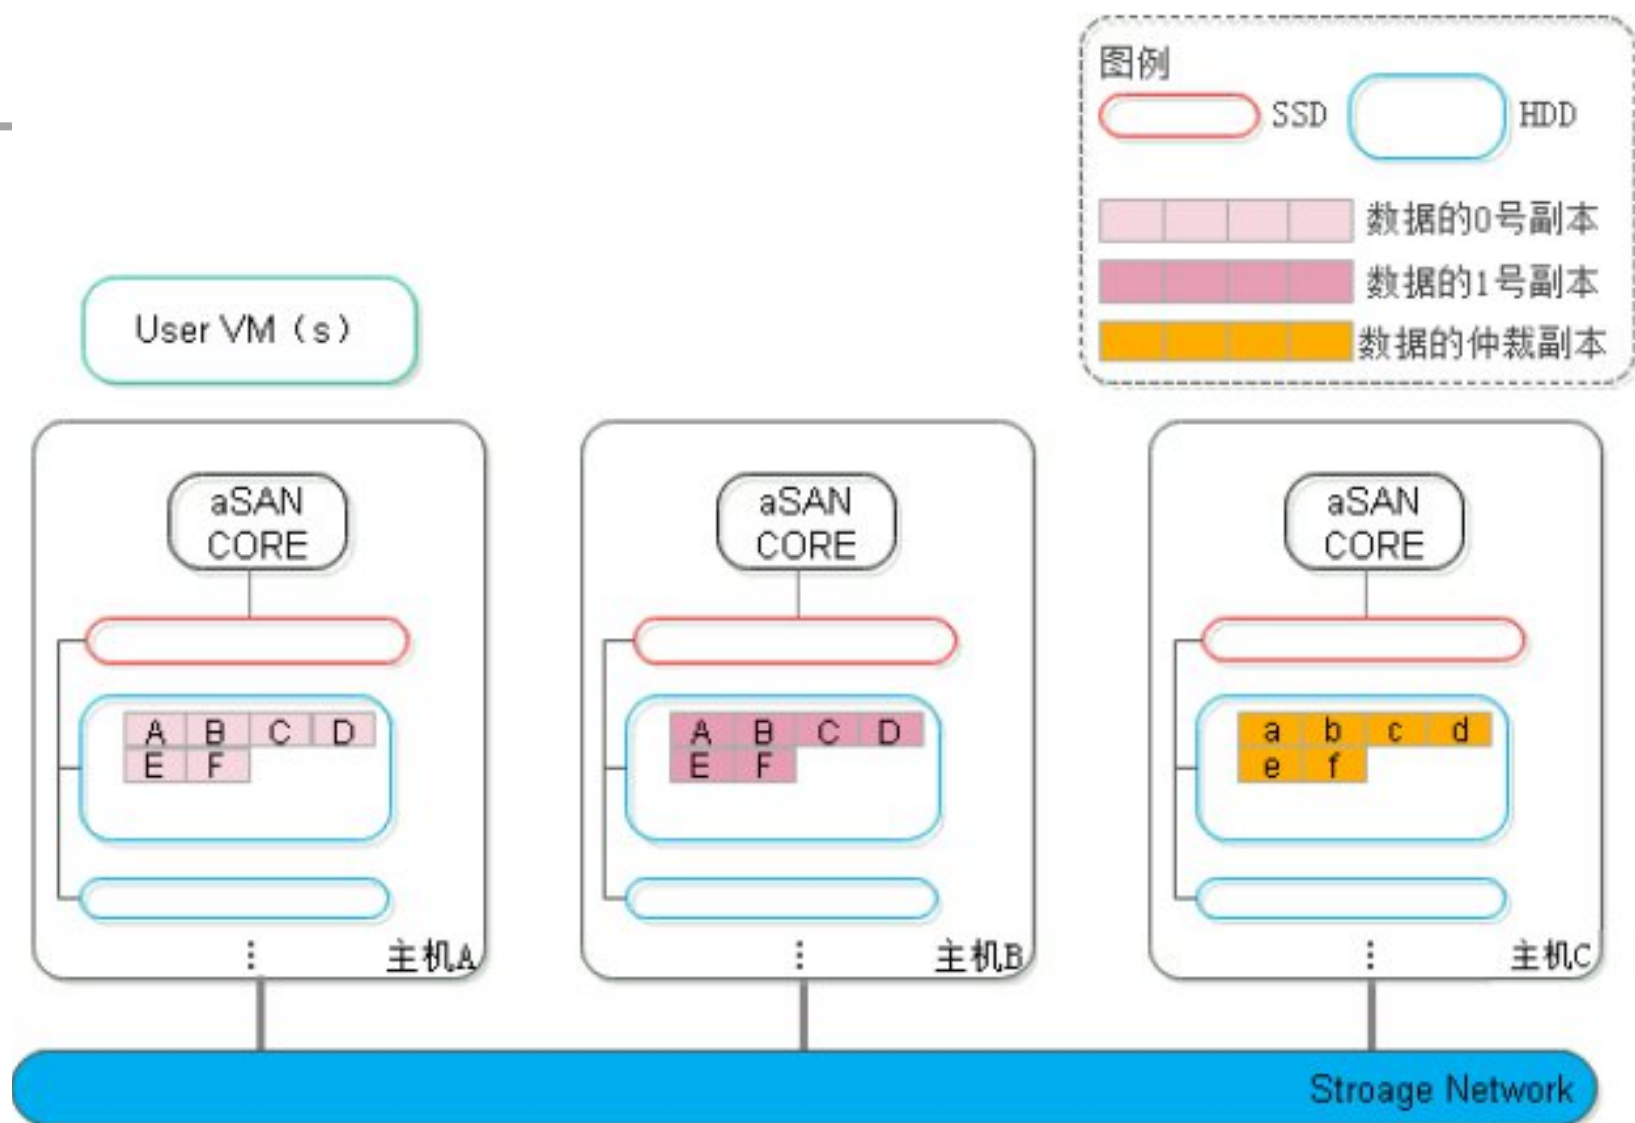 图例
SSD
HDD
数据的0号副本
数据的1号副本
数据的仲裁副本
User VM（s）
aSAN
CORE
A B C D
E F
主机A
aSAN
CORE
A B C D
E F
主机B
aSAN
CORE
a b c d
e f
主机C
Stroage Network